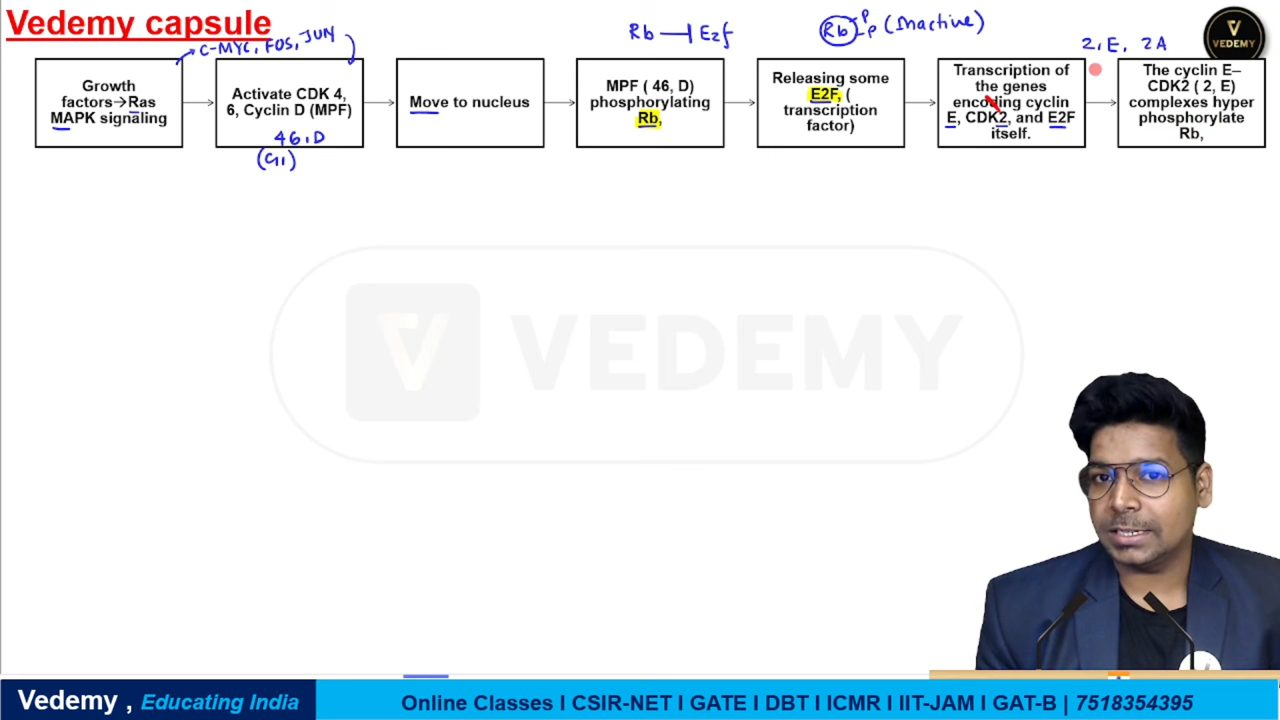 Vedemy capsule
C-MYC, FOS, JUN
Rb ⊣ E2f
Rb P P (Inactive)
2, E, 2A
VEDEMY
Growth
factors→Ras
MAPK signaling
Activate CDK 4,
6, Cyclin D (MPF)
46, D
(G1)
Move to nucleus
MPF ( 46, D)
phosphorylating
Rb,
Releasing some
E2F, (
transcription
factor)
Transcription of
the genes
encoding cyclin
E, CDK2, and E2F
itself.
The cyclin E–
CDK2 ( 2, E)
complexes hyper
phosphorylate
Rb,
VEDEMY
Vedemy , Educating India
Online Classes I CSIR-NET I GATE I DBT I ICMR I IIT-JAM I GAT-B | 7518354395